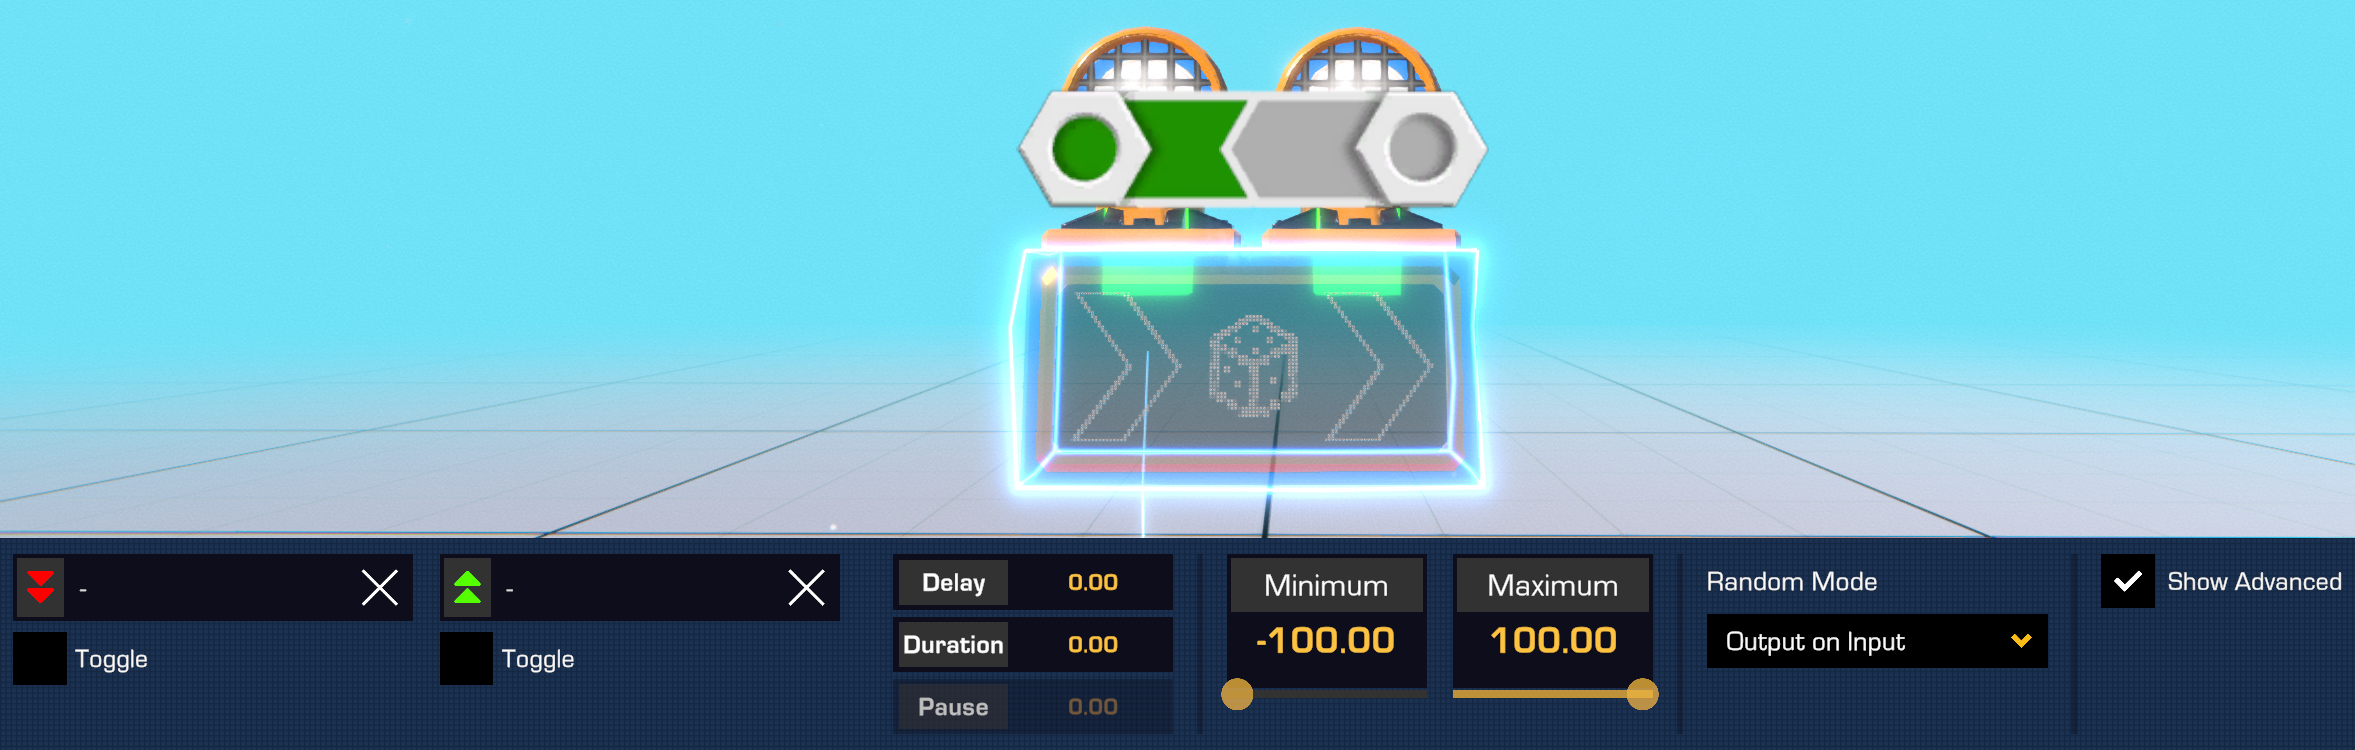 -
Toggle
-
Toggle
Delay 0.00
Duration 0.00
Pause 0.00
Minimum
-100.00
Maximum
100.00
Random Mode
Output on Input
Show Advanced